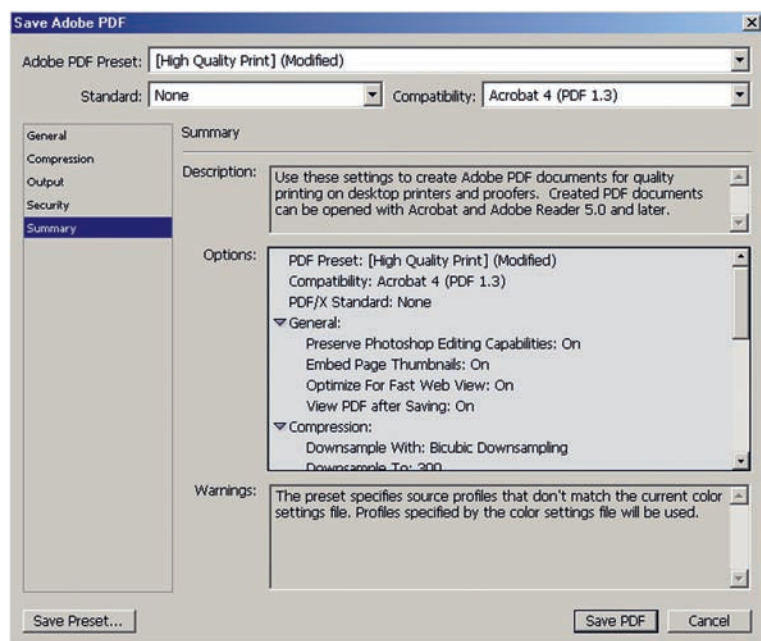 Save Adobe PDF
Adobe PDF Preset: [High Quality Print] (Modified)
Standard: None Compatibility: Acrobat 4 (PDF 1.3)
General
Compression
Output
Security
Summary
Summary
Description: Use these settings to create Adobe PDF documents for quality
printing on desktop printers and proofers. Created PDF documents
can be opened with Acrobat and Adobe Reader 5.0 and later.
Options: PDF Preset: [High Quality Print] (Modified)
Compatibility: Acrobat 4 (PDF 1.3)
PDF/X Standard: None
General:
Preserve Photoshop Editing Capabilities: On
Embed Page Thumbnails: On
Optimize For Fast Web View: On
View PDF after Saving: On
Compression:
Downsample With: Bicubic Downsampling
Downsample To: 300
Warnings: The preset specifies source profiles that don't match the current color
settings file. Profiles specified by the color settings file will be used.
Save Preset... Save PDF Cancel